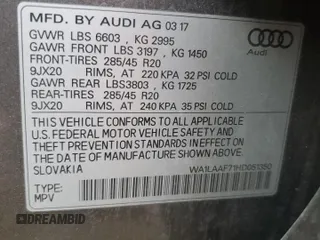 MFD. BY AUDI AG 03 17
GVWR LBS 6603 , KG 2995
GAWR FRONT LBS 3197 , KG 1450
FRONT-TIRES 285/45 R20
9JX20 RIMS, AT 220 KPA 32 PSI COLD
GAWR REAR LBS3803 , KG 1725
REAR-TIRES 285/45 R20
9JX20 RIMS, AT 240 KPA 35 PSI COLD
Audi
THIS VEHICLE CONFORMS TO ALL APPLICABLE
U.S. FEDERAL MOTOR VEHICLE SAFETY AND
THEFT PREVENTION STANDARDS IN EFFECT ON
THE DATE OF MANUFACTURE SHOWN ABOVE.
SLOVAKIA
TYPE:
MPV
DREAMBID